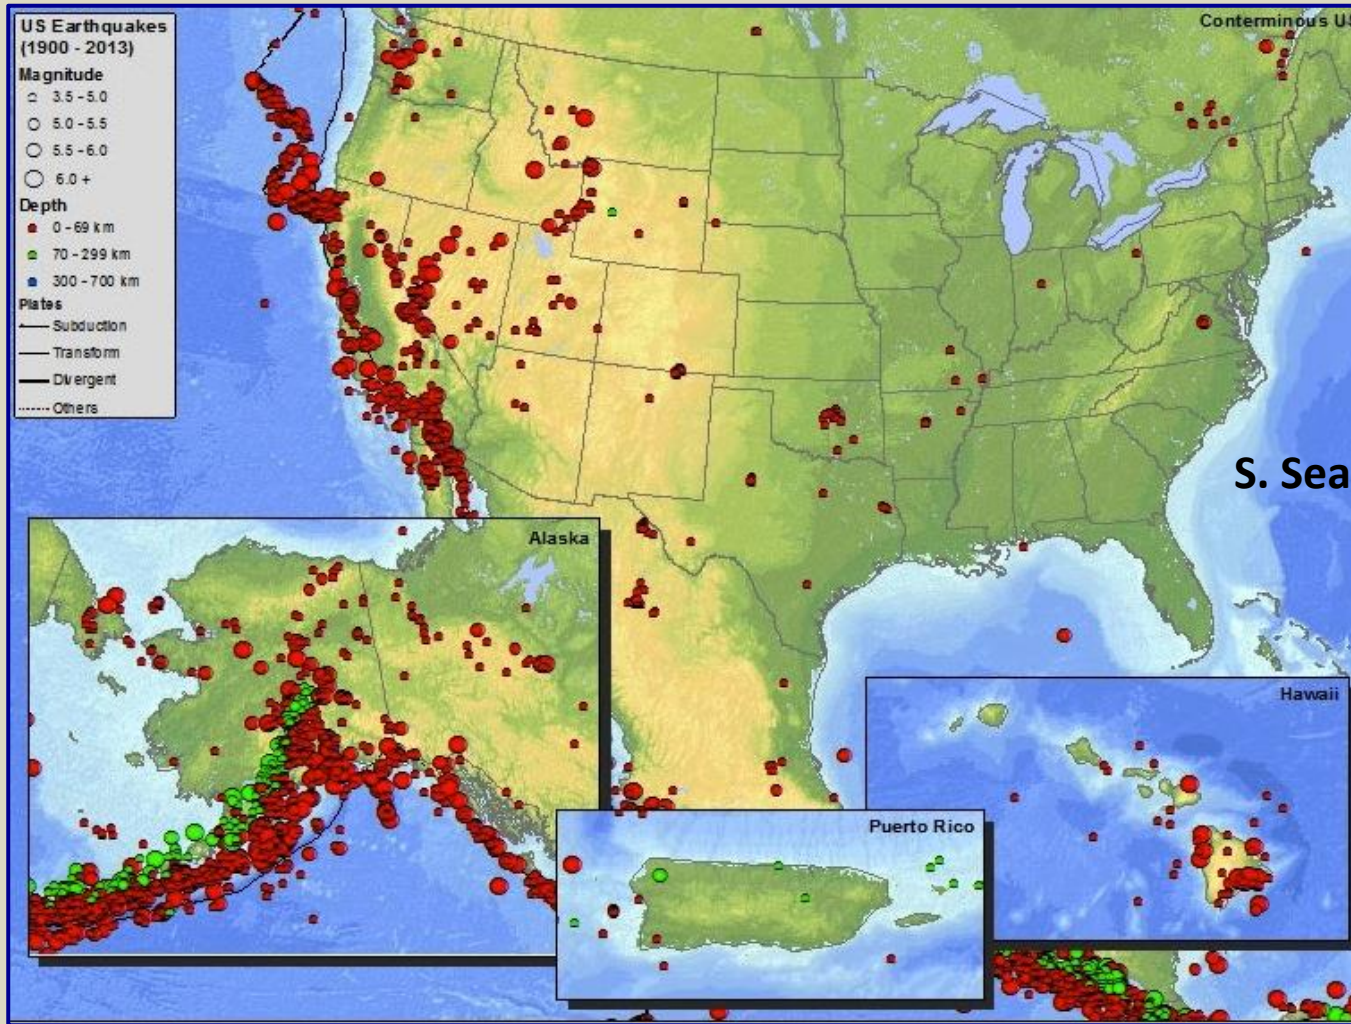 US Earthquakes
(1900 - 2013)
Magnitude
3.5 - 5.0
5.0 - 5.5
5.5 - 6.0
6.0 +
Depth
0 - 69 km
70 - 299 km
300 - 700 km
Plates
Subduction
Transform
Divergent
Others
Conterminous US
S. Sea
Alaska
Hawaii
Puerto Rico